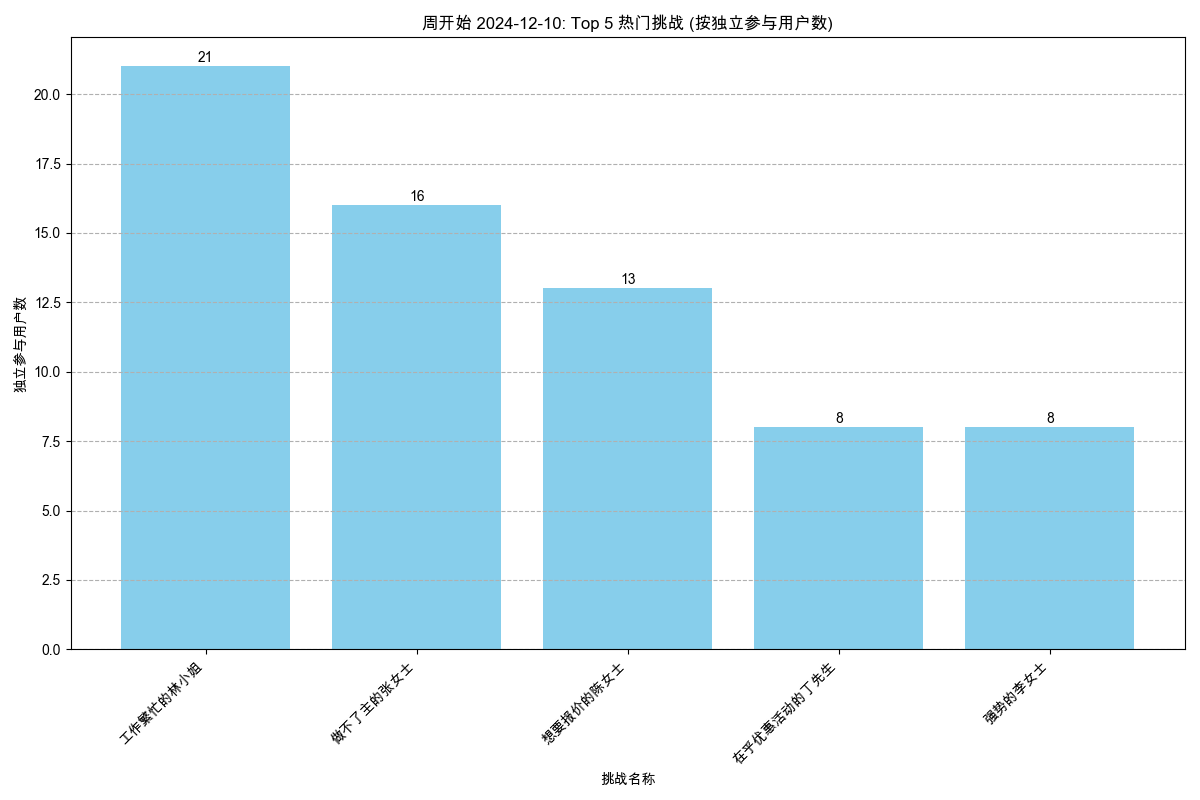 周开始 2024-12-10: Top 5 热门挑战 (按独立参与用户数)
独立参与用户数
20.0
17.5
15.0
12.5
10.0
7.5
5.0
2.5
0.0
21
16
13
8
8
工作繁忙的林小姐
做不了主的张女士
想要报价的陈女士
在乎优惠活动的丁先生
强势的李女士
挑战名称